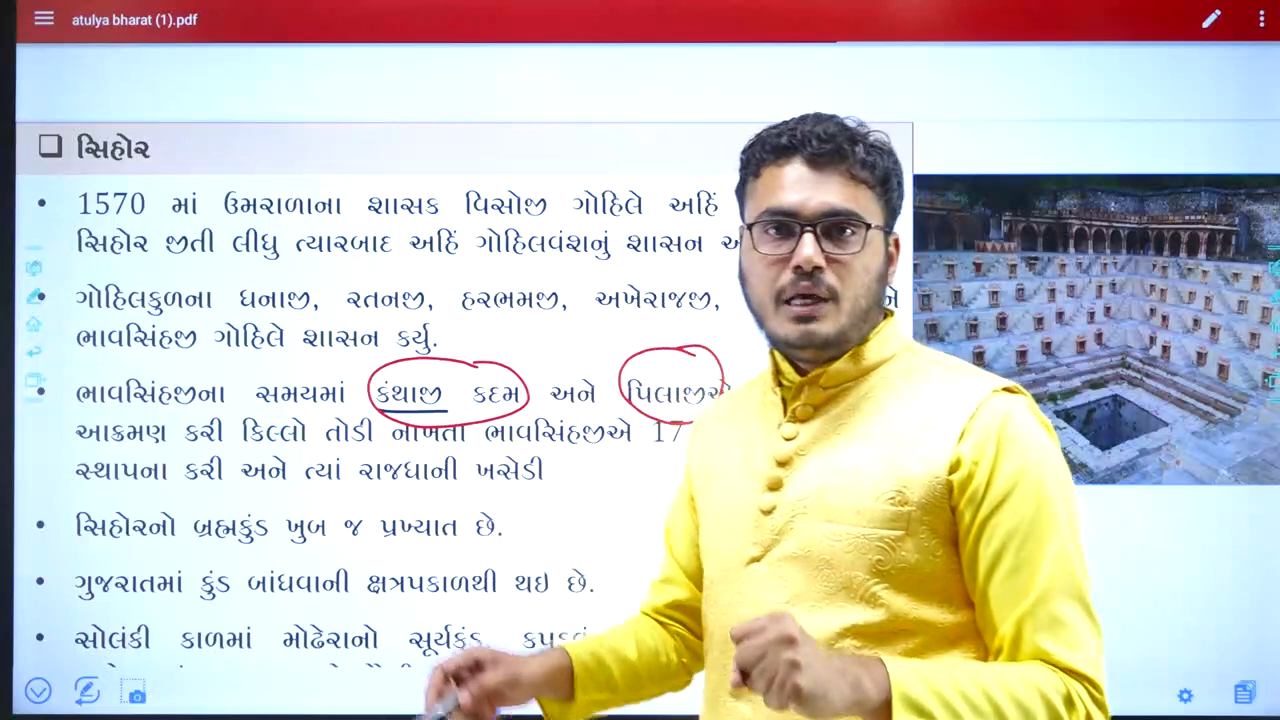 atulya bharat (1).pdf
સિહોર
1570 માં ઉમરાળાના શાસક વિસોજી ગોહિલે અહિં
સિહોર જીતી લીધુ ત્યારબાદ અહિં ગોહિલવંશનું શાસન
ગોહિલકુળના ધનાજી, રતનજી, હરભમજી, અખેરાજજી,
ભાવસિંહજી ગોહિલે શાસન કર્યુ.
ભાવસિંહજીના સમયમાં કંથાજી કદમ અને
આક્રમણ કરી કિલ્લો તોડી નાખતા ભાવસિંહજીએ
સ્થાપના કરી અને ત્યાં રાજધાની ખસેડી
સિહોરનો બ્રહ્મકુંડ ખુબ જ પ્રખ્યાત છે.
ગુજરાતમાં કુંડ બાંધવાની ક્ષત્રપકાળથી થઇ છે.
સોલંકી કાળમાં મોઢેરાનો સૂર્યકુંડ,